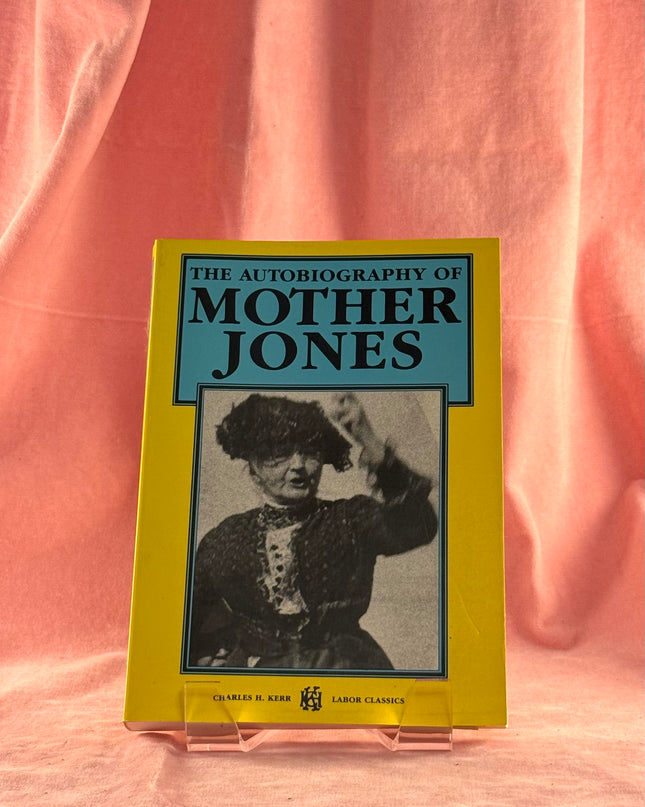 THE AUTOBIOGRAPHY OF
MOTHER
JONES
CHARLES H. KERR LABOR CLASSICS